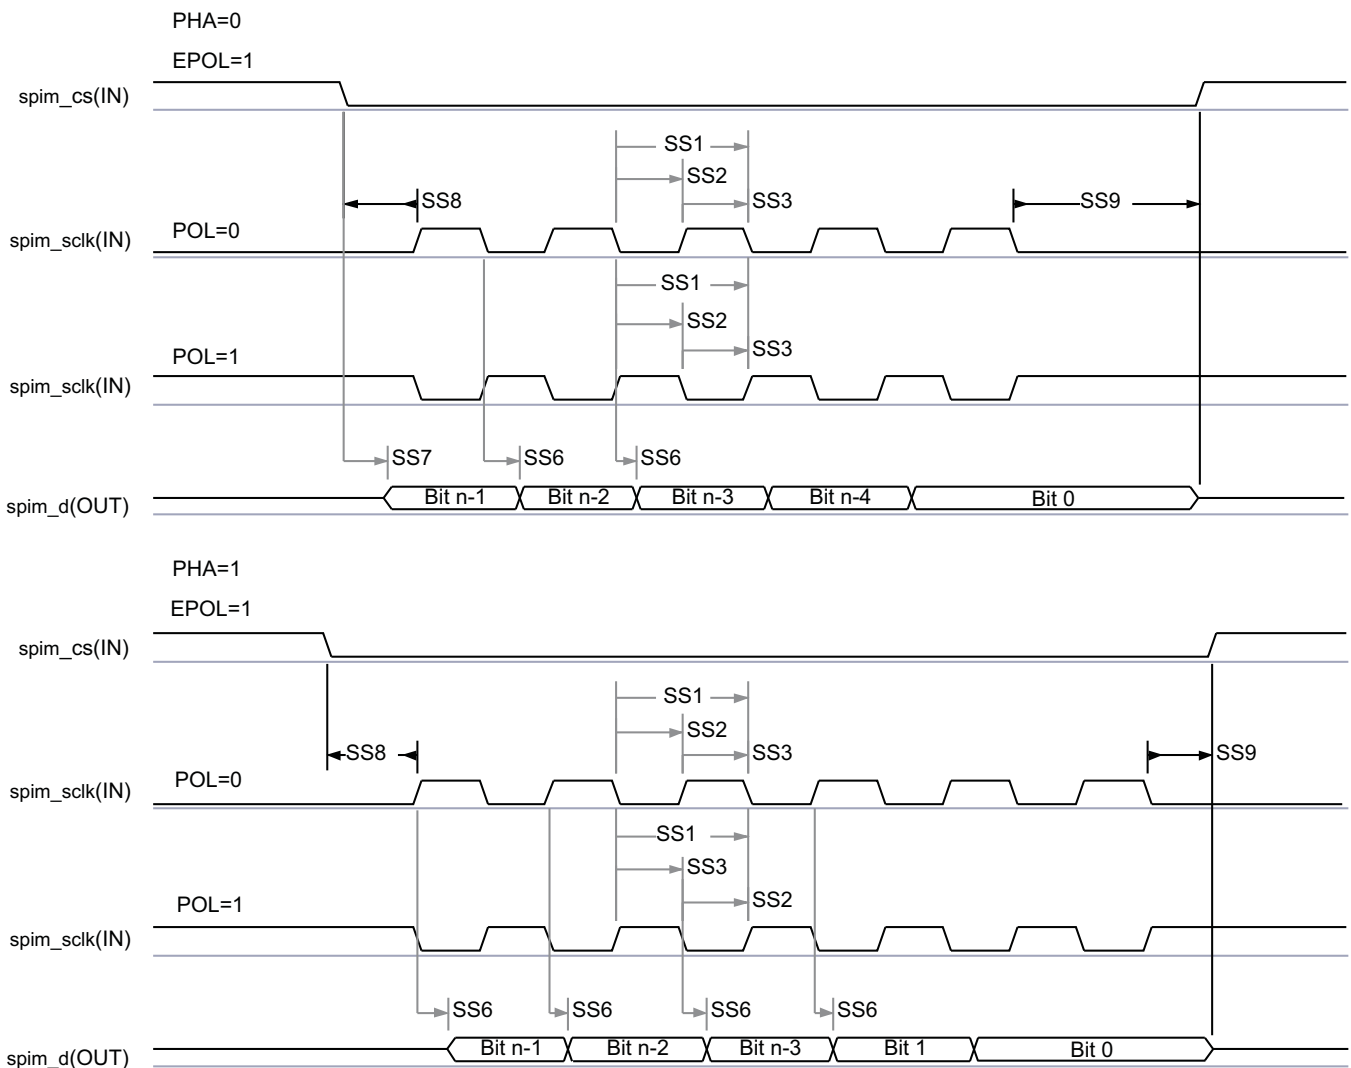 PHA=0
EPOL=1
spim_cs(IN)
SS1
SS2
SS8
SS3
SS9
POL=0
spim_sclk(IN)
SS1
SS2
SS3
POL=1
spim_sclk(IN)
SS7
SS6
SS6
spim_d(OUT)
Bit n-1
Bit n-2
Bit n-3
Bit n-4
Bit 0
PHA=1
EPOL=1
spim_cs(IN)
SS1
SS2
SS8
SS3
SS9
POL=0
spim_sclk(IN)
SS1
SS3
SS2
POL=1
spim_sclk(IN)
SS6
SS6
SS6
SS6
spim_d(OUT)
Bit n-1
Bit n-2
Bit n-3
Bit 1
Bit 0